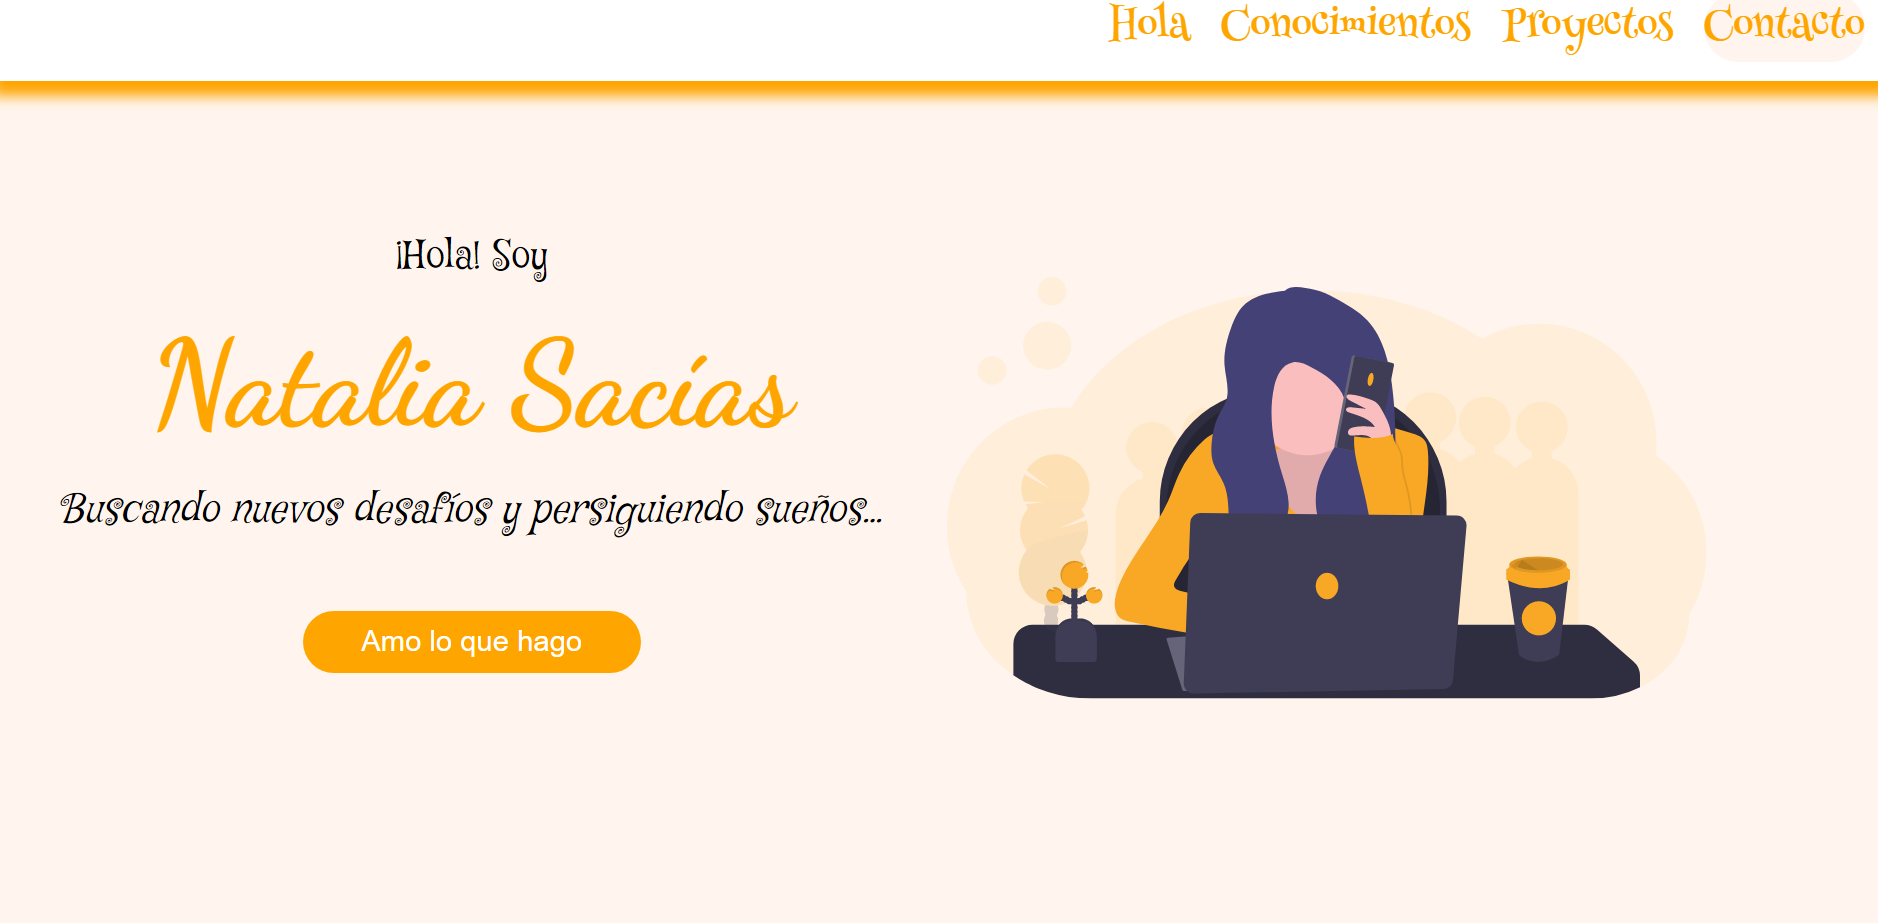 Hola Conocimientos Proyectos Contacto
¡Hola! Soy
Natalia Sacías
Buscando nuevos desafíos y persiguiendo sueños...
Amo lo que hago